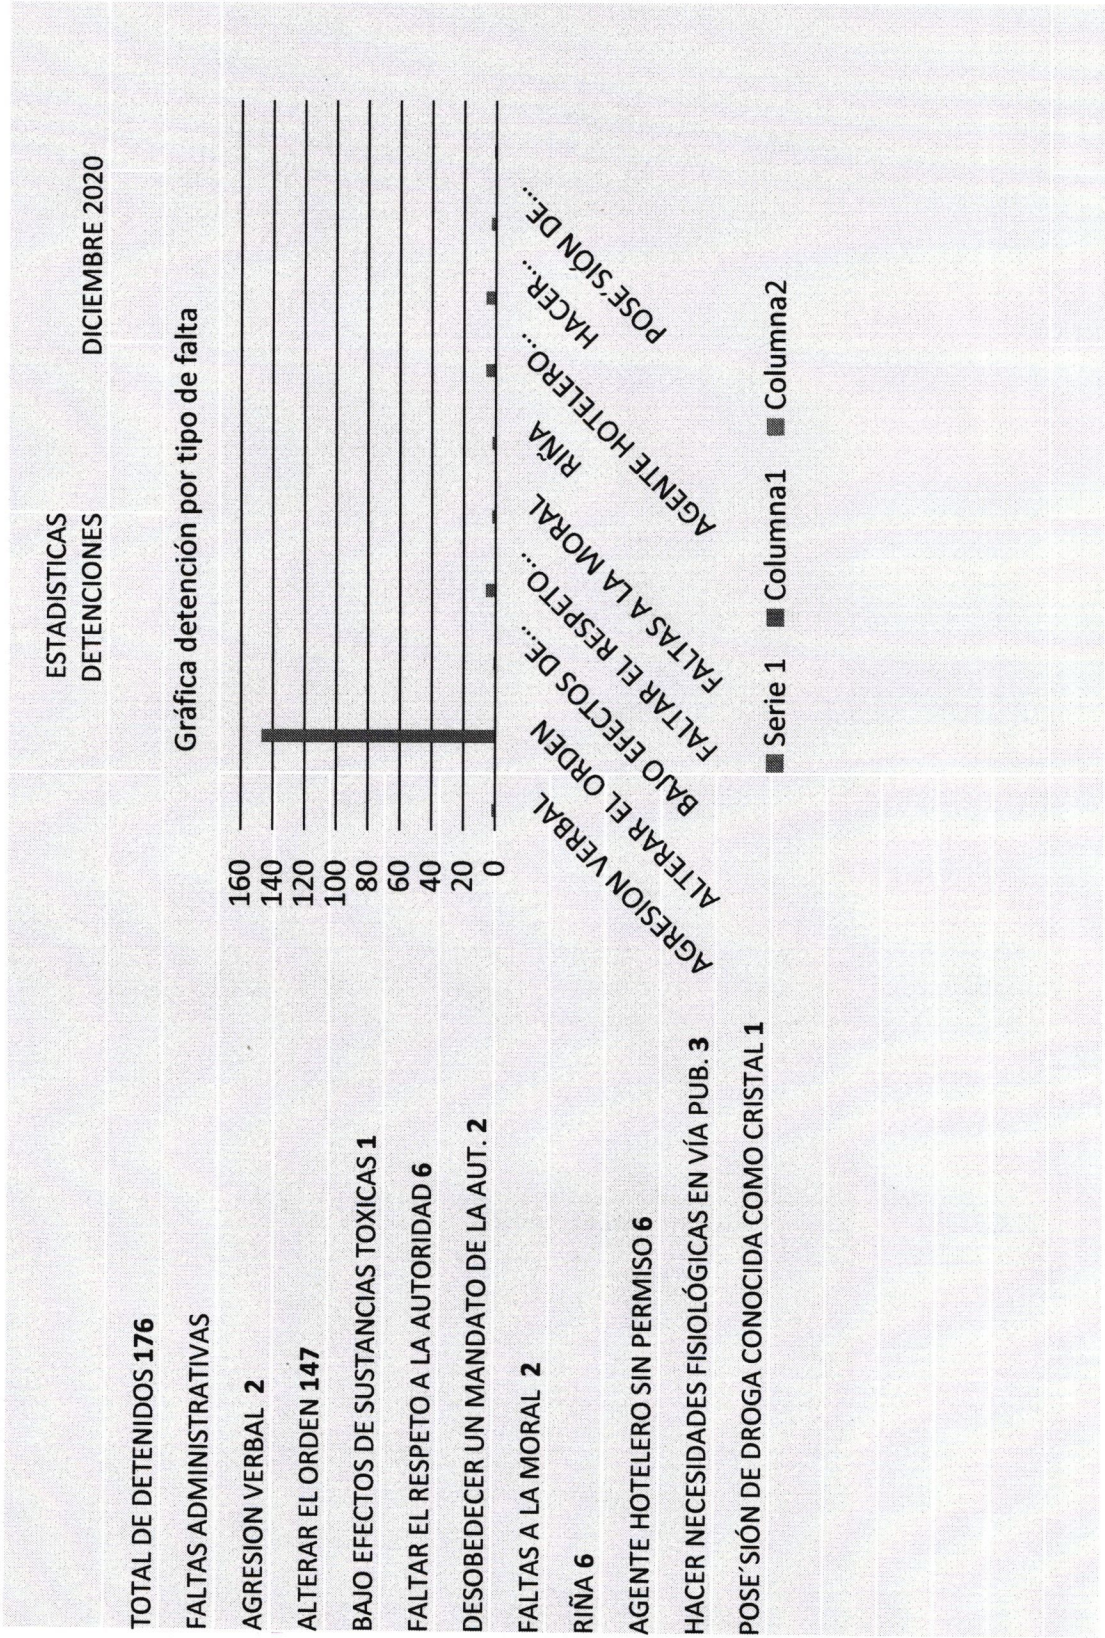 ESTADISTICAS
DETENCIONES DICIEMBRE 2020
TOTAL DE DETENIDOS 176
FALTAS ADMINISTRATIVAS
AGRESION VERBAL 2
ALTERAR EL ORDEN 147
BAJO EFECTOS DE SUSTANCIAS TOXICAS 1
FALTAR EL RESPETO A LA AUTORIDAD 6
DESOBEDECER UN MANDATO DE LA AUT. 2
FALTAS A LA MORAL 2
RIÑA 6
AGENTE HOTELERO SIN PERMISO 6
HACER NECESIDADES FISIOLÓGICAS EN VÍA PUB. 3
POSE´SIÓN DE DROGA CONOCIDA COMO CRISTAL 1
Gráfica detención por tipo de falta
160
140
120
100
80
60
40
20
0
AGRESION VERBAL
ALTERAR EL ORDEN
BAJO EFECTOS DE...
FALTAR EL RESPETO...
FALTAS A LA MORAL
RIÑA
AGENTE HOTELERO...
HACER...
POSE´SIÓN DE...
Serie 1 Columna1 Columna2